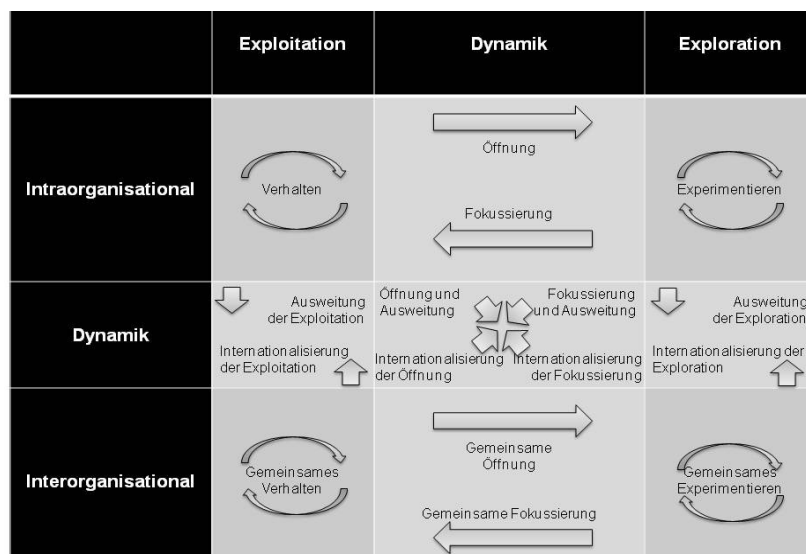 Exploitation
Dynamik
Exploration
Intraorganisational
Verhalten
Öffnung
Fokussierung
Experimentieren
Dynamik
Ausweitung
der Exploitation
Internationalisierung
der Exploitation
Öffnung und
Ausweitung
Fokussierung
und Ausweitung
Internationalisierung
der Öffnung
Internationalisierung
der Fokussierung
Ausweitung
der Exploration
Internationalisierung der
Exploration
Interorganisational
Gemeinsames
Verhalten
Gemeinsame
Öffnung
Gemeinsame Fokussierung
Gemeinsames
Experimentieren